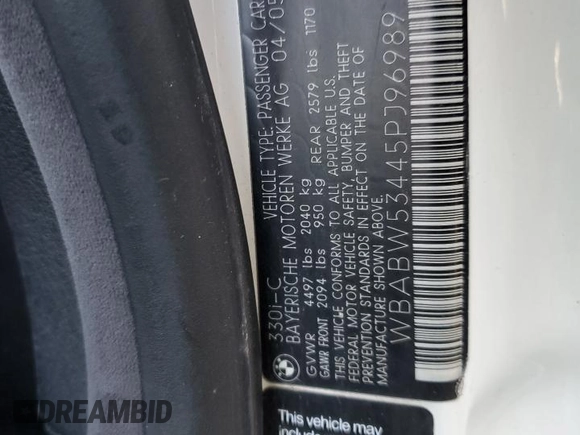 330i-C
VEHICLE TYPE: PASSENGER CAR
BAYERISCHE MOTOREN WERKE AG 04/05
GVWR 4497 lbs 2040 kg
GAWR FRONT 2094 lbs 950 kg REAR 2579 lbs 1170
THIS VEHICLE CONFORMS TO ALL APPLICABLE U.S.
FEDERAL MOTOR VEHICLE SAFETY, BUMPER AND THEFT
PREVENTION STANDARDS IN EFFECT ON THE DATE OF
MANUFACTURE SHOWN ABOVE.
WBABW53445PJ96989
This vehicle may
DREAMBID